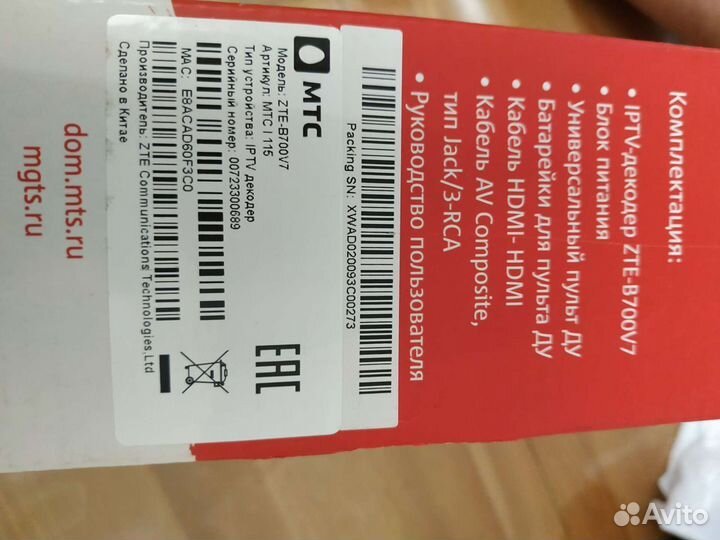 Комплектация:
• IPTV-декодер ZTE-B700V7
• Блок питания
• Универсальный пульт ДУ
• Батарейки для пульта ДУ
• Кабель HDMI- HDMI
• Кабель AV Composite,
тип Jack/3-RCA
• Руководство пользователя
Packing SN: XWAD020093C00273
МТС
Модель: ZTE-B700V7
Артикул: МТС I 115
Тип устройства: IPTV декодер
Серийный номер: 00723300689
MAC: E8ACAD60F3C0
Производитель: ZTE Communications Technologies,Ltd
Сделано в Китае
EAC
dom.mts.ru
mgts.ru
Avito